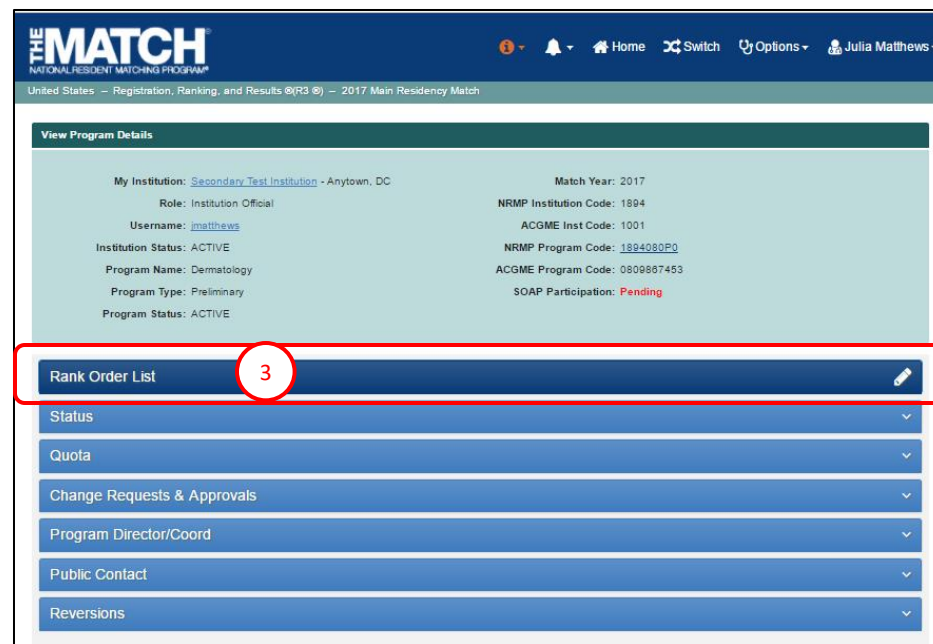 THE MATCH
NATIONAL RESIDENT MATCHING PROGRAM®
Home Switch Options Julia Matthews
United States – Registration, Ranking, and Results ®(R3 ®) – 2017 Main Residency Match
View Program Details
My Institution: Secondary Test Institution - Anytown, DC
Role: Institution Official
Username: jmatthews
Institution Status: ACTIVE
Program Name: Dermatology
Program Type: Preliminary
Program Status: ACTIVE
Match Year: 2017
NRMP Institution Code: 1894
ACGME Inst Code: 1001
NRMP Program Code: 1894080P0
ACGME Program Code: 0809867453
SOAP Participation: Pending
Rank Order List 3
Status
Quota
Change Requests & Approvals
Program Director/Coord
Public Contact
Reversions